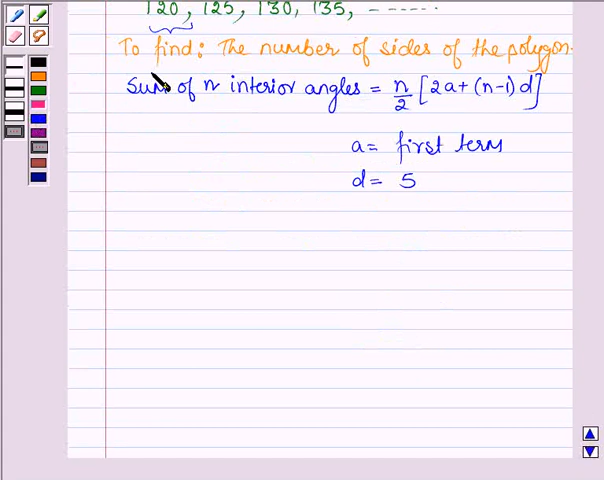 120, 125, 130, 135, -----.
To find: The number of sides of the polygon.
Sum of n interior angles = n/2 [2a+(n-1)d]
a= first term
d= 5